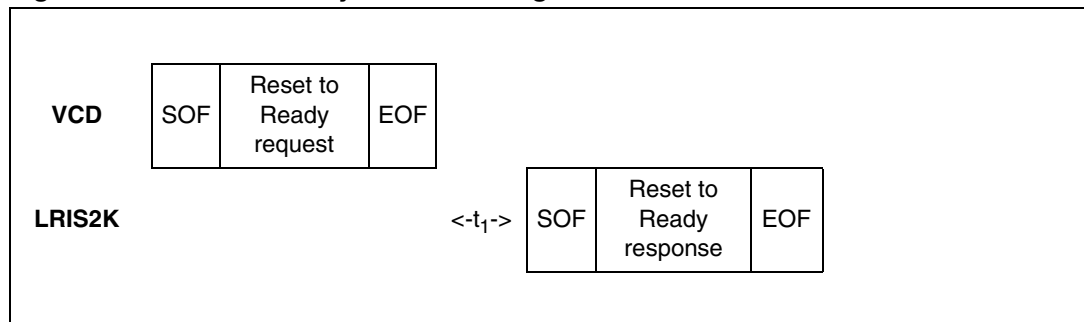 VCD
SOF
Reset to
Ready
request
EOF
LRIS2K
<-t₁->
SOF
Reset to
Ready
response
EOF